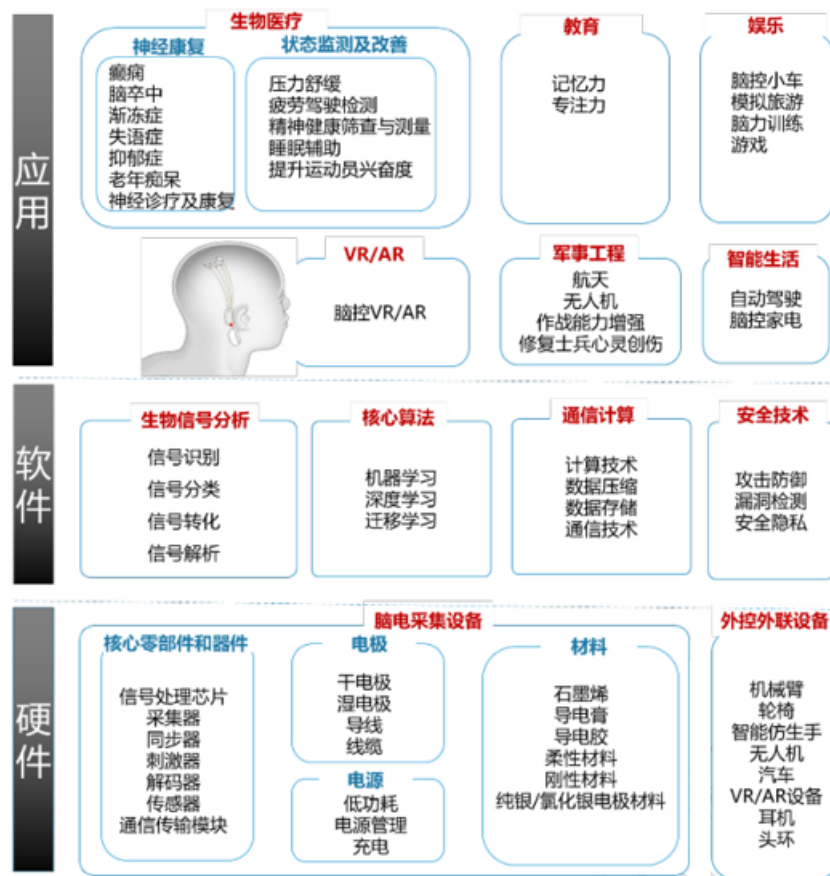 应用
生物医疗
神经康复
癫痫
脑卒中
渐冻症
失语症
抑郁症
老年痴呆
神经诊疗及康复
状态监测及改善
压力舒缓
疲劳驾驶检测
精神健康筛查与测量
睡眠辅助
提升运动员兴奋度
教育
记忆力
专注力
娱乐
脑控小车
模拟旅游
脑力训练
游戏
VR/AR
脑控VR/AR
军事工程
航天
无人机
作战能力增强
修复士兵心灵创伤
智能生活
自动驾驶
脑控家电
软件
生物信号分析
信号识别
信号分类
信号转化
信号解析
核心算法
机器学习
深度学习
迁移学习
通信计算
计算技术
数据压缩
数据存储
通信技术
安全技术
攻击防御
漏洞检测
安全隐私
硬件
脑电采集设备
核心零部件和器件
信号处理芯片
采集器
同步器
刺激器
解码器
传感器
通信传输模块
电极
干电极
湿电极
导线
线缆
电源
低功耗
电源管理
充电
材料
石墨烯
导电膏
导电胶
柔性材料
刚性材料
纯银/氯化银电极材料
外控外联设备
机械臂
轮椅
智能仿生手
无人机
汽车
VR/AR设备
耳机
头环